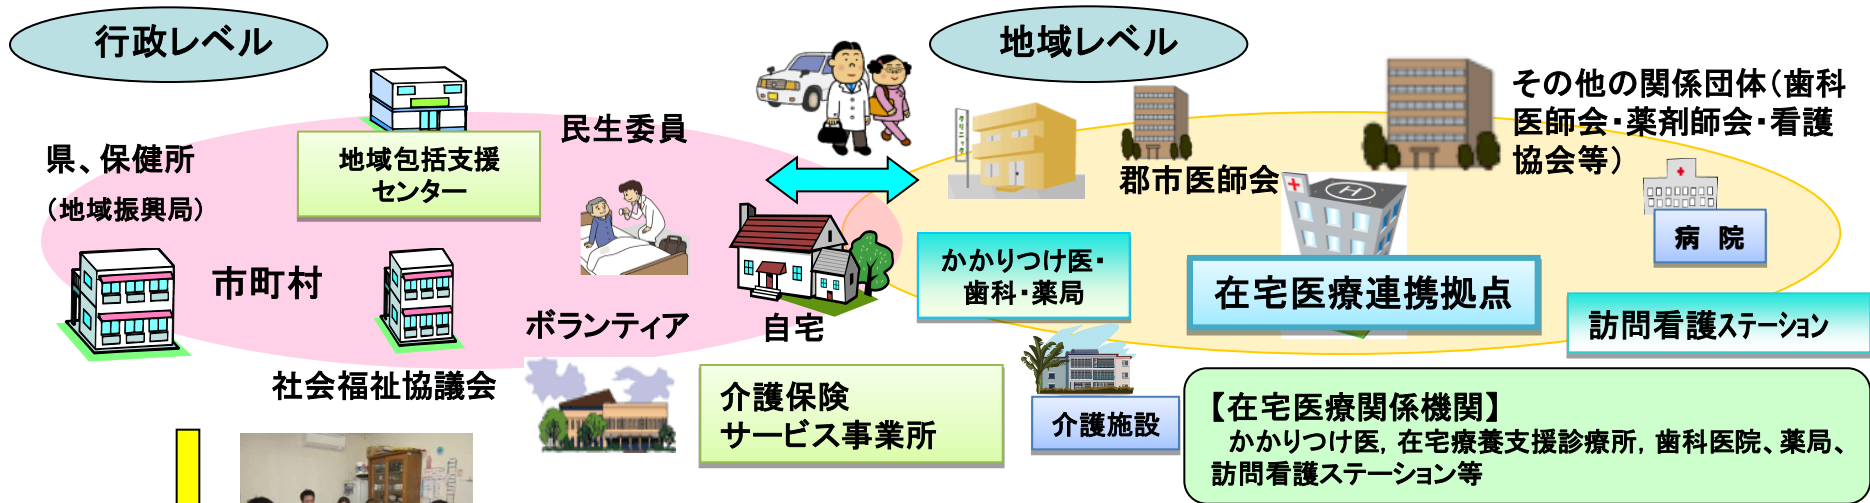 行政レベル
地域レベル
その他の関係団体(歯科
医師会・薬剤師会・看護
協会等)
民生委員
県、保健所
(地域振興局)
地域包括支援
センター
クリニック
郡市医師会
H
病 院
市町村
かかりつけ医・
歯科・薬局
在宅医療連携拠点
訪問看護ステーション
ボランティア
自宅
社会福祉協議会
介護保険
サービス事業所
介護施設
【在宅医療関係機関】
かかりつけ医, 在宅療養支援診療所, 歯科医院、薬局、
訪問看護ステーション等